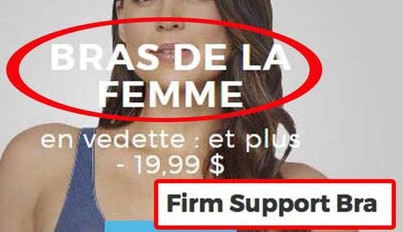 BRAS DE LA
FEMME
en vedette : et plus
- 19,99 $
Firm Support Bra